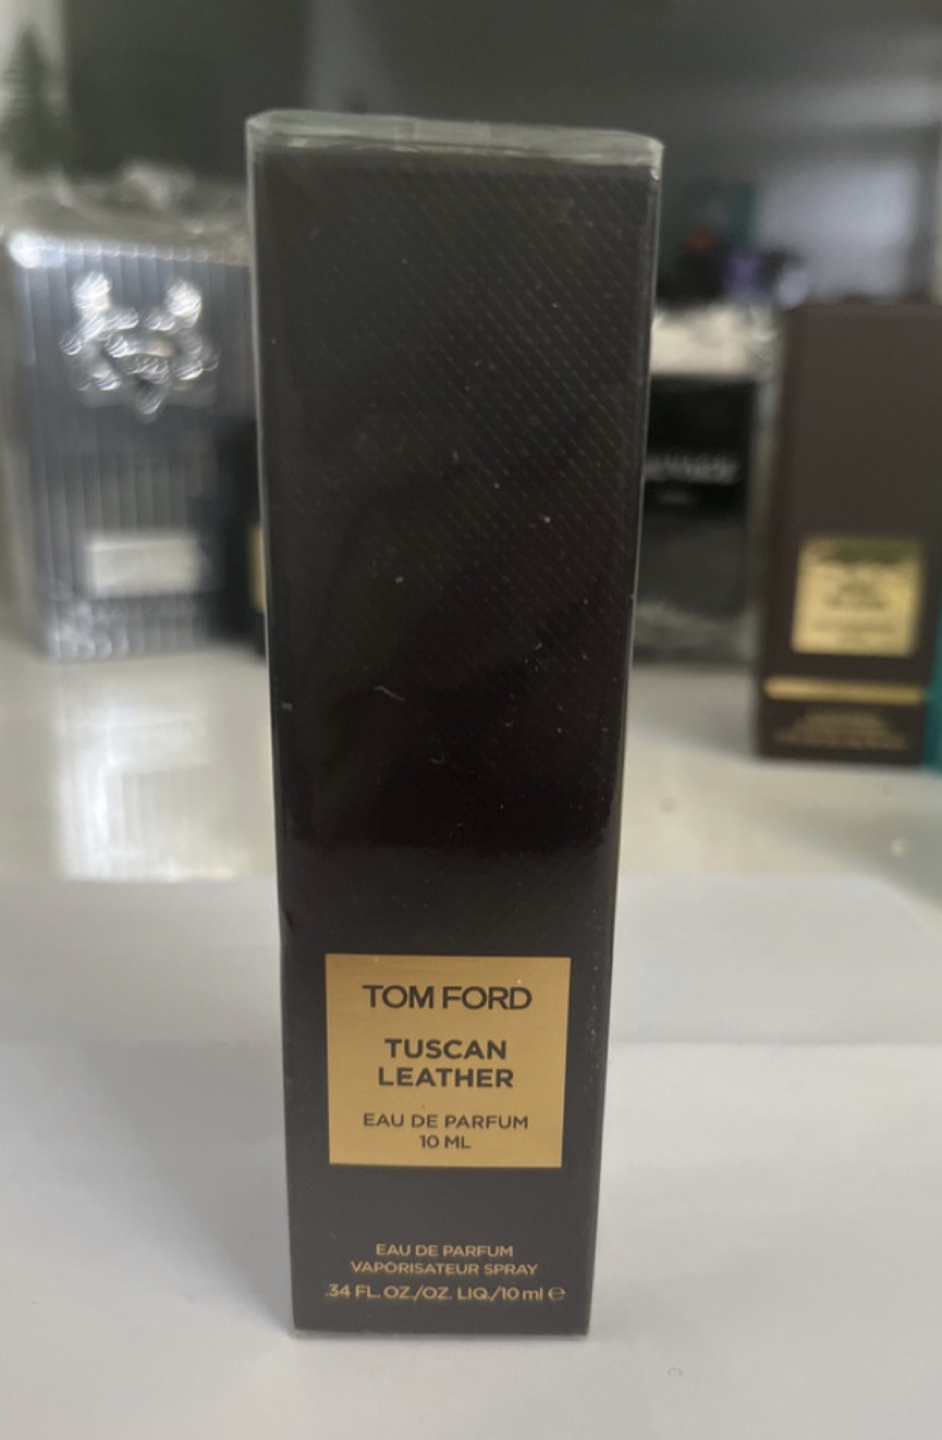 TOM FORD
TUSCAN
LEATHER
EAU DE PARFUM
10 ML
EAU DE PARFUM
VAPORISATEUR SPRAY
.34 FL. OZ./OZ. LIQ./10 ml ℮